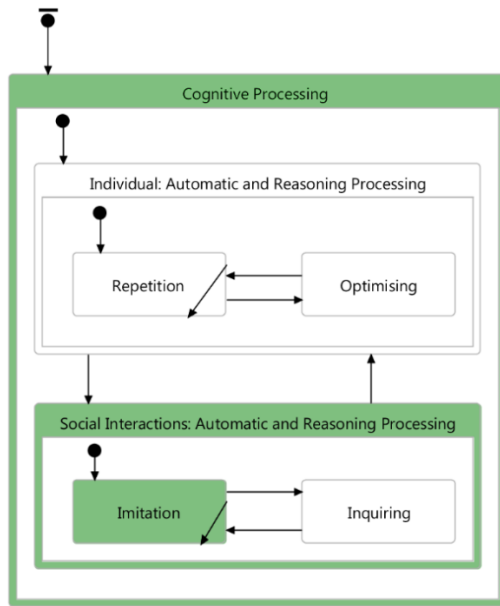 Cognitive Processing
Individual: Automatic and Reasoning Processing
Repetition
Optimising
Social Interactions: Automatic and Reasoning Processing
Imitation
Inquiring